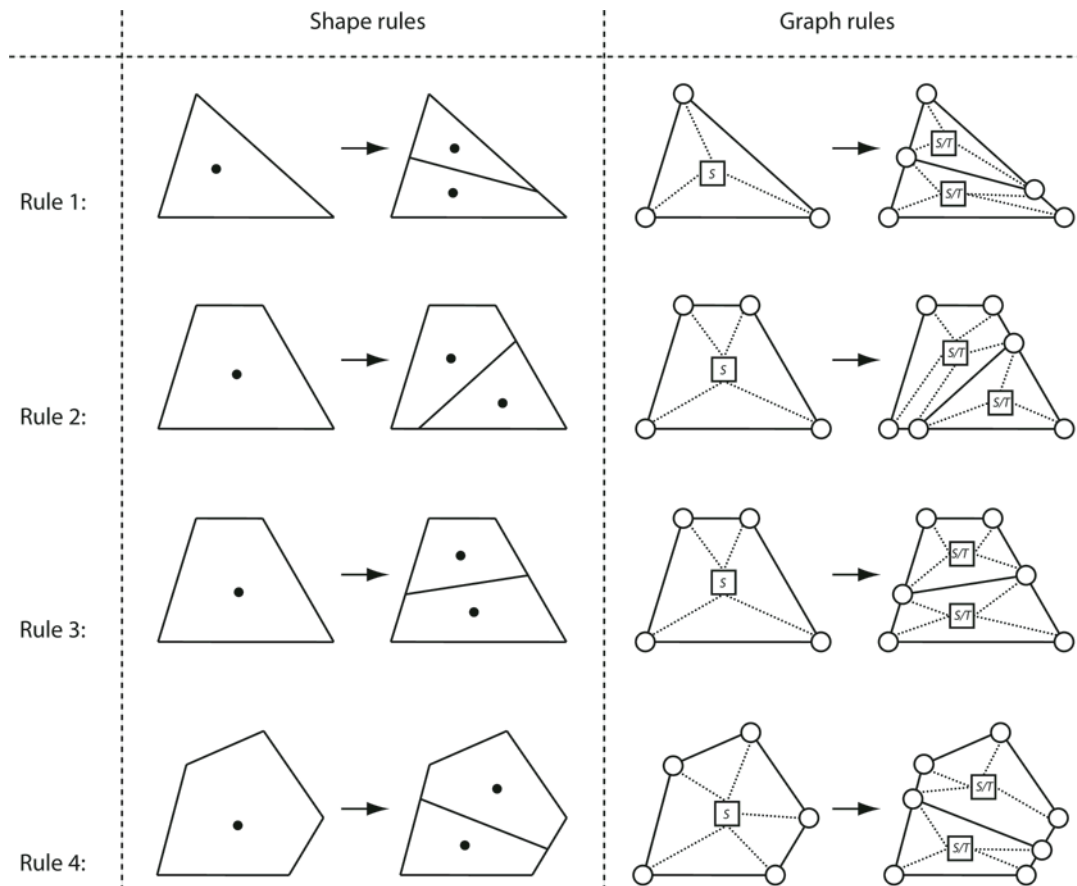 Shape rules Graph rules
Rule 1: S S/T S/T
Rule 2: S S/T S/T
Rule 3: S S/T S/T
Rule 4: S S/T S/T